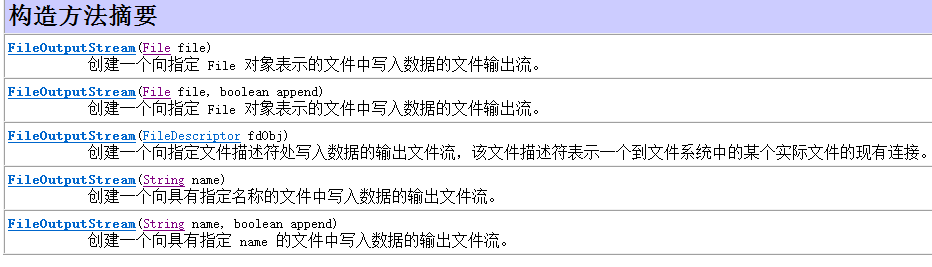 构造方法摘要
FileOutputStream(File file)
创建一个向指定 File 对象表示的文件中写入数据的文件输出流。
FileOutputStream(File file, boolean append)
创建一个向指定 File 对象表示的文件中写入数据的文件输出流。
FileOutputStream(FileDescriptor fdObj)
创建一个向指定文件描述符处写入数据的输出文件流，该文件描述符表示一个到文件系统中的某个实际文件的现有连接。
FileOutputStream(String name)
创建一个向具有指定名称的文件中写入数据的输出文件流。
FileOutputStream(String name, boolean append)
创建一个向具有指定 name 的文件中写入数据的输出文件流。